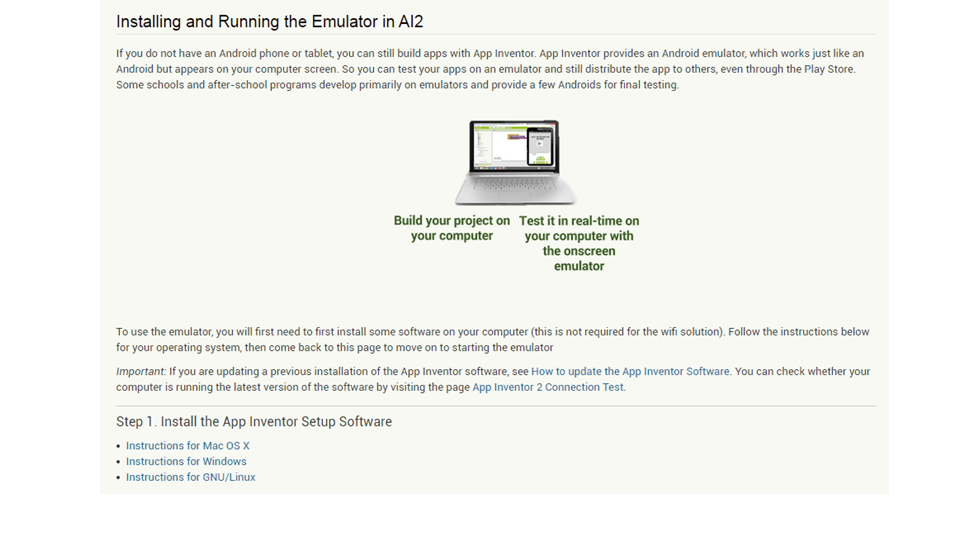 Installing and Running the Emulator in AI2
If you do not have an Android phone or tablet, you can still build apps with App Inventor. App Inventor provides an Android emulator, which works just like an
Android but appears on your computer screen. So you can test your apps on an emulator and still distribute the app to others, even through the Play Store.
Some schools and after-school programs develop primarily on emulators and provide a few Androids for final testing.
Build your project on
your computer
Test it in real-time on
your computer with
the onscreen
emulator
To use the emulator, you will first need to first install some software on your computer (this is not required for the wifi solution). Follow the instructions below
for your operating system, then come back to this page to move on to starting the emulator
Important: If you are updating a previous installation of the App Inventor software, see How to update the App Inventor Software. You can check whether your
computer is running the latest version of the software by visiting the page App Inventor 2 Connection Test.
Step 1. Install the App Inventor Setup Software
• Instructions for Mac OS X
• Instructions for Windows
• Instructions for GNU/Linux